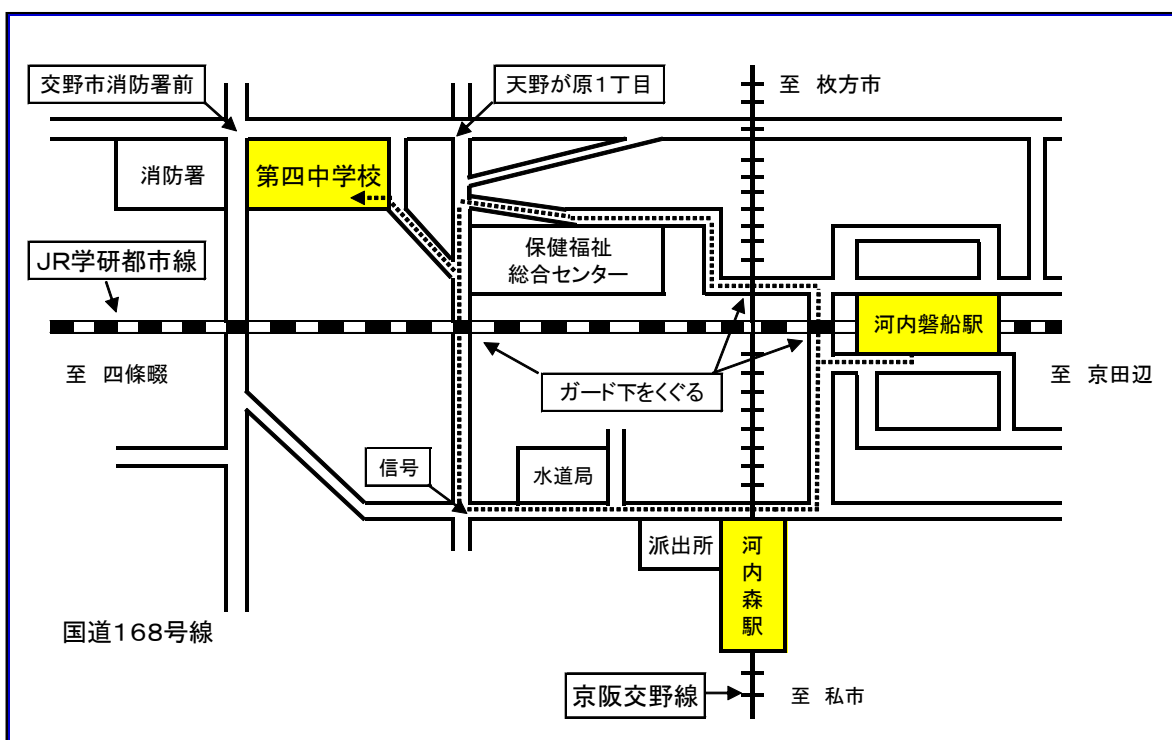 交野市消防署前
天野が原1丁目
至 枚方市
消防署
第四中学校
保健福祉
総合センター
JR学研都市線
河内磐船駅
至 四條畷
ガード下をくぐる
至 京田辺
信号
水道局
派出所
河内森駅
国道168号線
京阪交野線
至 私市